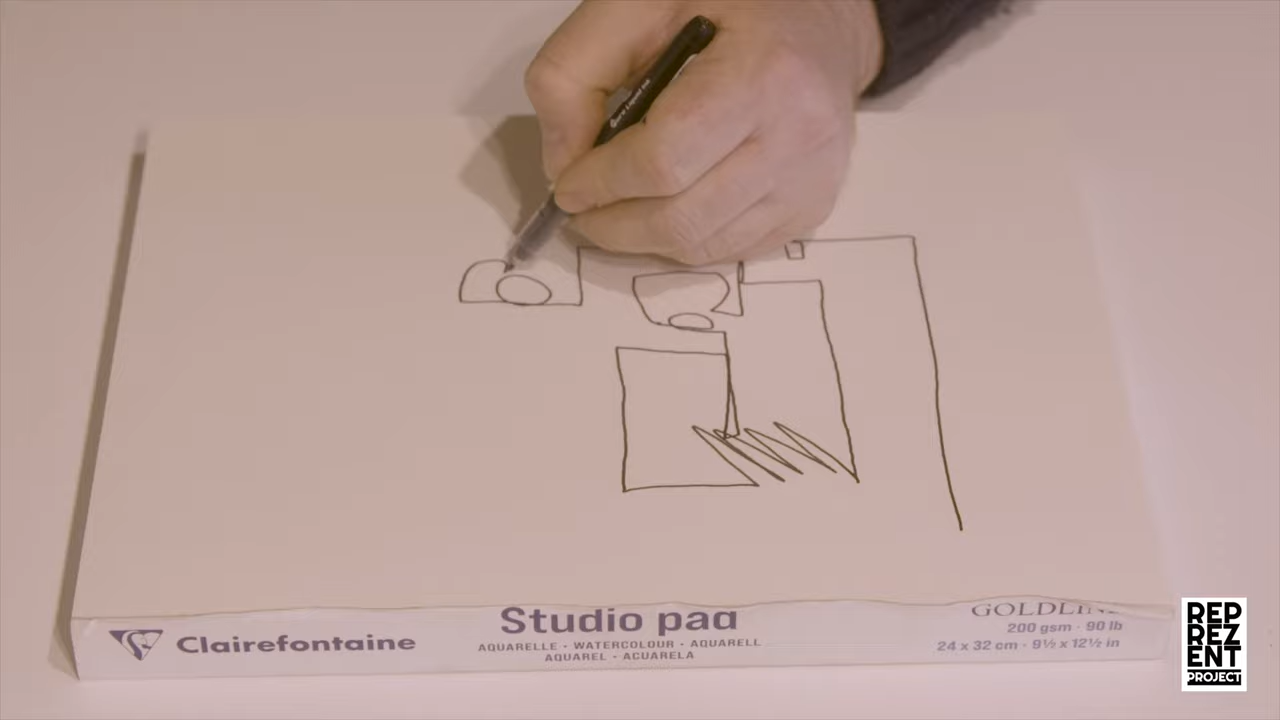 Clairefontaine
Studio pad
AQUARELLE · WATERCOLOUR · AQUARELL
AQUAREL · ACUARELA
200 gsm · 90 lb
24 x 32 cm · 9½ x 12½ in
REP
REZ
ENT
PROJECT